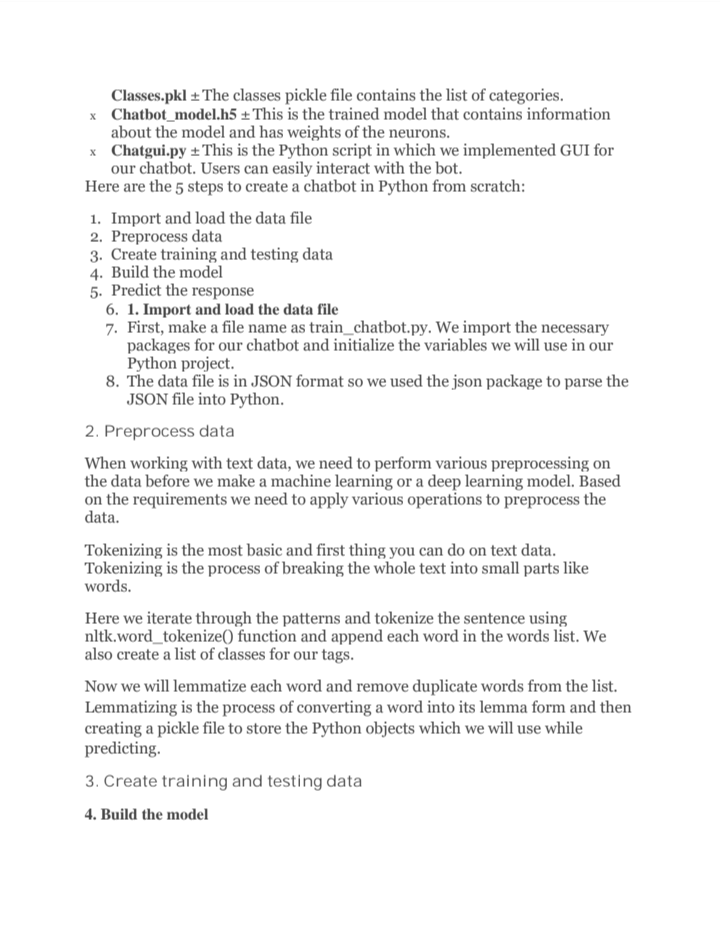 Classes.pkl ± The classes pickle file contains the list of categories.
x Chatbot_model.h5 ± This is the trained model that contains information
about the model and has weights of the neurons.
x Chatgui.py ± This is the Python script in which we implemented GUI for
our chatbot. Users can easily interact with the bot.
Here are the 5 steps to create a chatbot in Python from scratch:
1. Import and load the data file
2. Preprocess data
3. Create training and testing data
4. Build the model
5. Predict the response
6. 1. Import and load the data file
7. First, make a file name as train_chatbot.py. We import the necessary
packages for our chatbot and initialize the variables we will use in our
Python project.
8. The data file is in JSON format so we used the json package to parse the
JSON file into Python.
2. Preprocess data
When working with text data, we need to perform various preprocessing on
the data before we make a machine learning or a deep learning model. Based
on the requirements we need to apply various operations to preprocess the
data.
Tokenizing is the most basic and first thing you can do on text data.
Tokenizing is the process of breaking the whole text into small parts like
words.
Here we iterate through the patterns and tokenize the sentence using
nltk.word_tokenize() function and append each word in the words list. We
also create a list of classes for our tags.
Now we will lemmatize each word and remove duplicate words from the list.
Lemmatizing is the process of converting a word into its lemma form and then
creating a pickle file to store the Python objects which we will use while
predicting.
3. Create training and testing data
4. Build the model